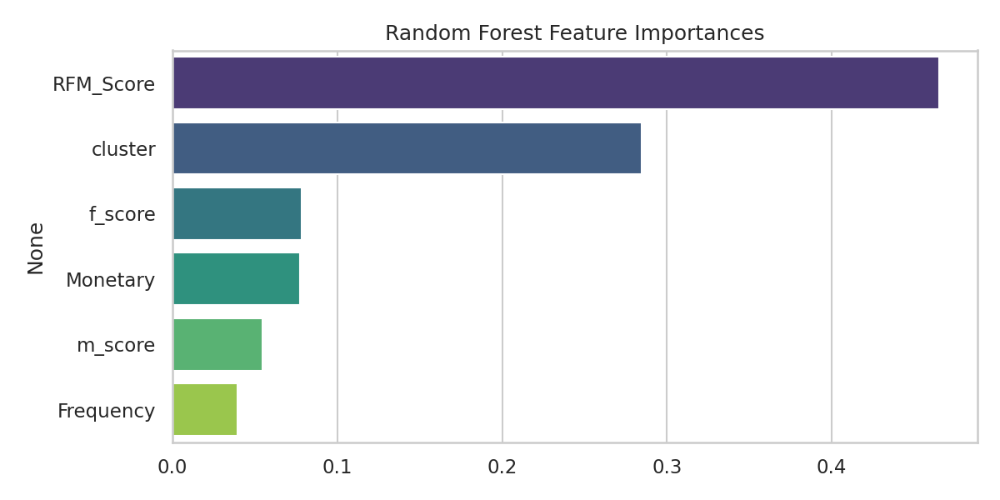 Random Forest Feature Importances
None
RFM_Score
cluster
f_score
Monetary
m_score
Frequency
0.0 0.1 0.2 0.3 0.4